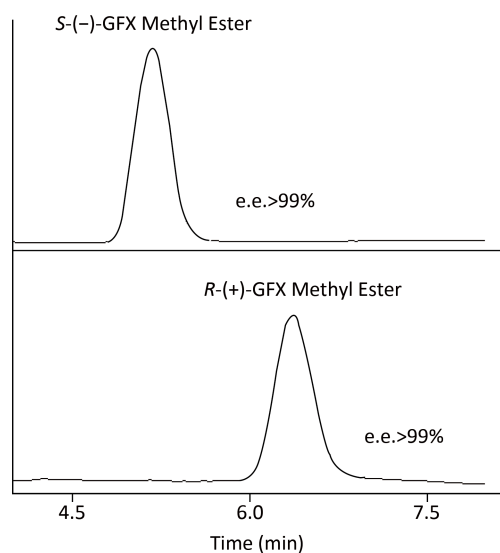 S-(−)-GFX Methyl Ester
e.e.>99%
R-(+)-GFX Methyl Ester
e.e.>99%
4.5 6.0 7.5
Time (min)